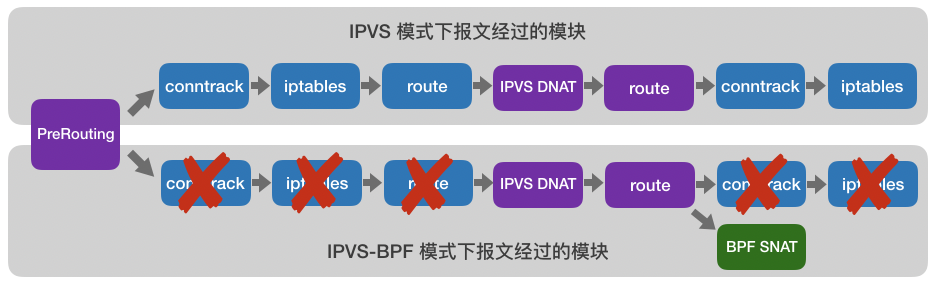 IPVS 模式下报文经过的模块
conntrack
iptables
route
IPVS DNAT
route
conntrack
iptables
PreRouting
conntrack
iptables
route
IPVS DNAT
route
conntrack
iptables
BPF SNAT
IPVS-BPF 模式下报文经过的模块